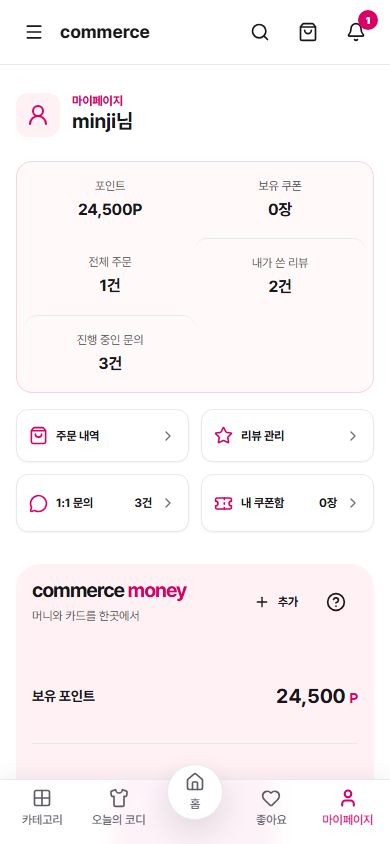 commerce
1
마이페이지
minji님
포인트
24,500P
보유 쿠폰
0장
전체 주문
1건
내가 쓴 리뷰
2건
진행 중인 문의
3건
주문 내역
리뷰 관리
1:1 문의 3건
내 쿠폰함 0장
commerce money
머니와 카드를 한곳에서
+ 추가
?
보유 포인트 24,500 P
카테고리
오늘의 코디
홈
좋아요
마이페이지